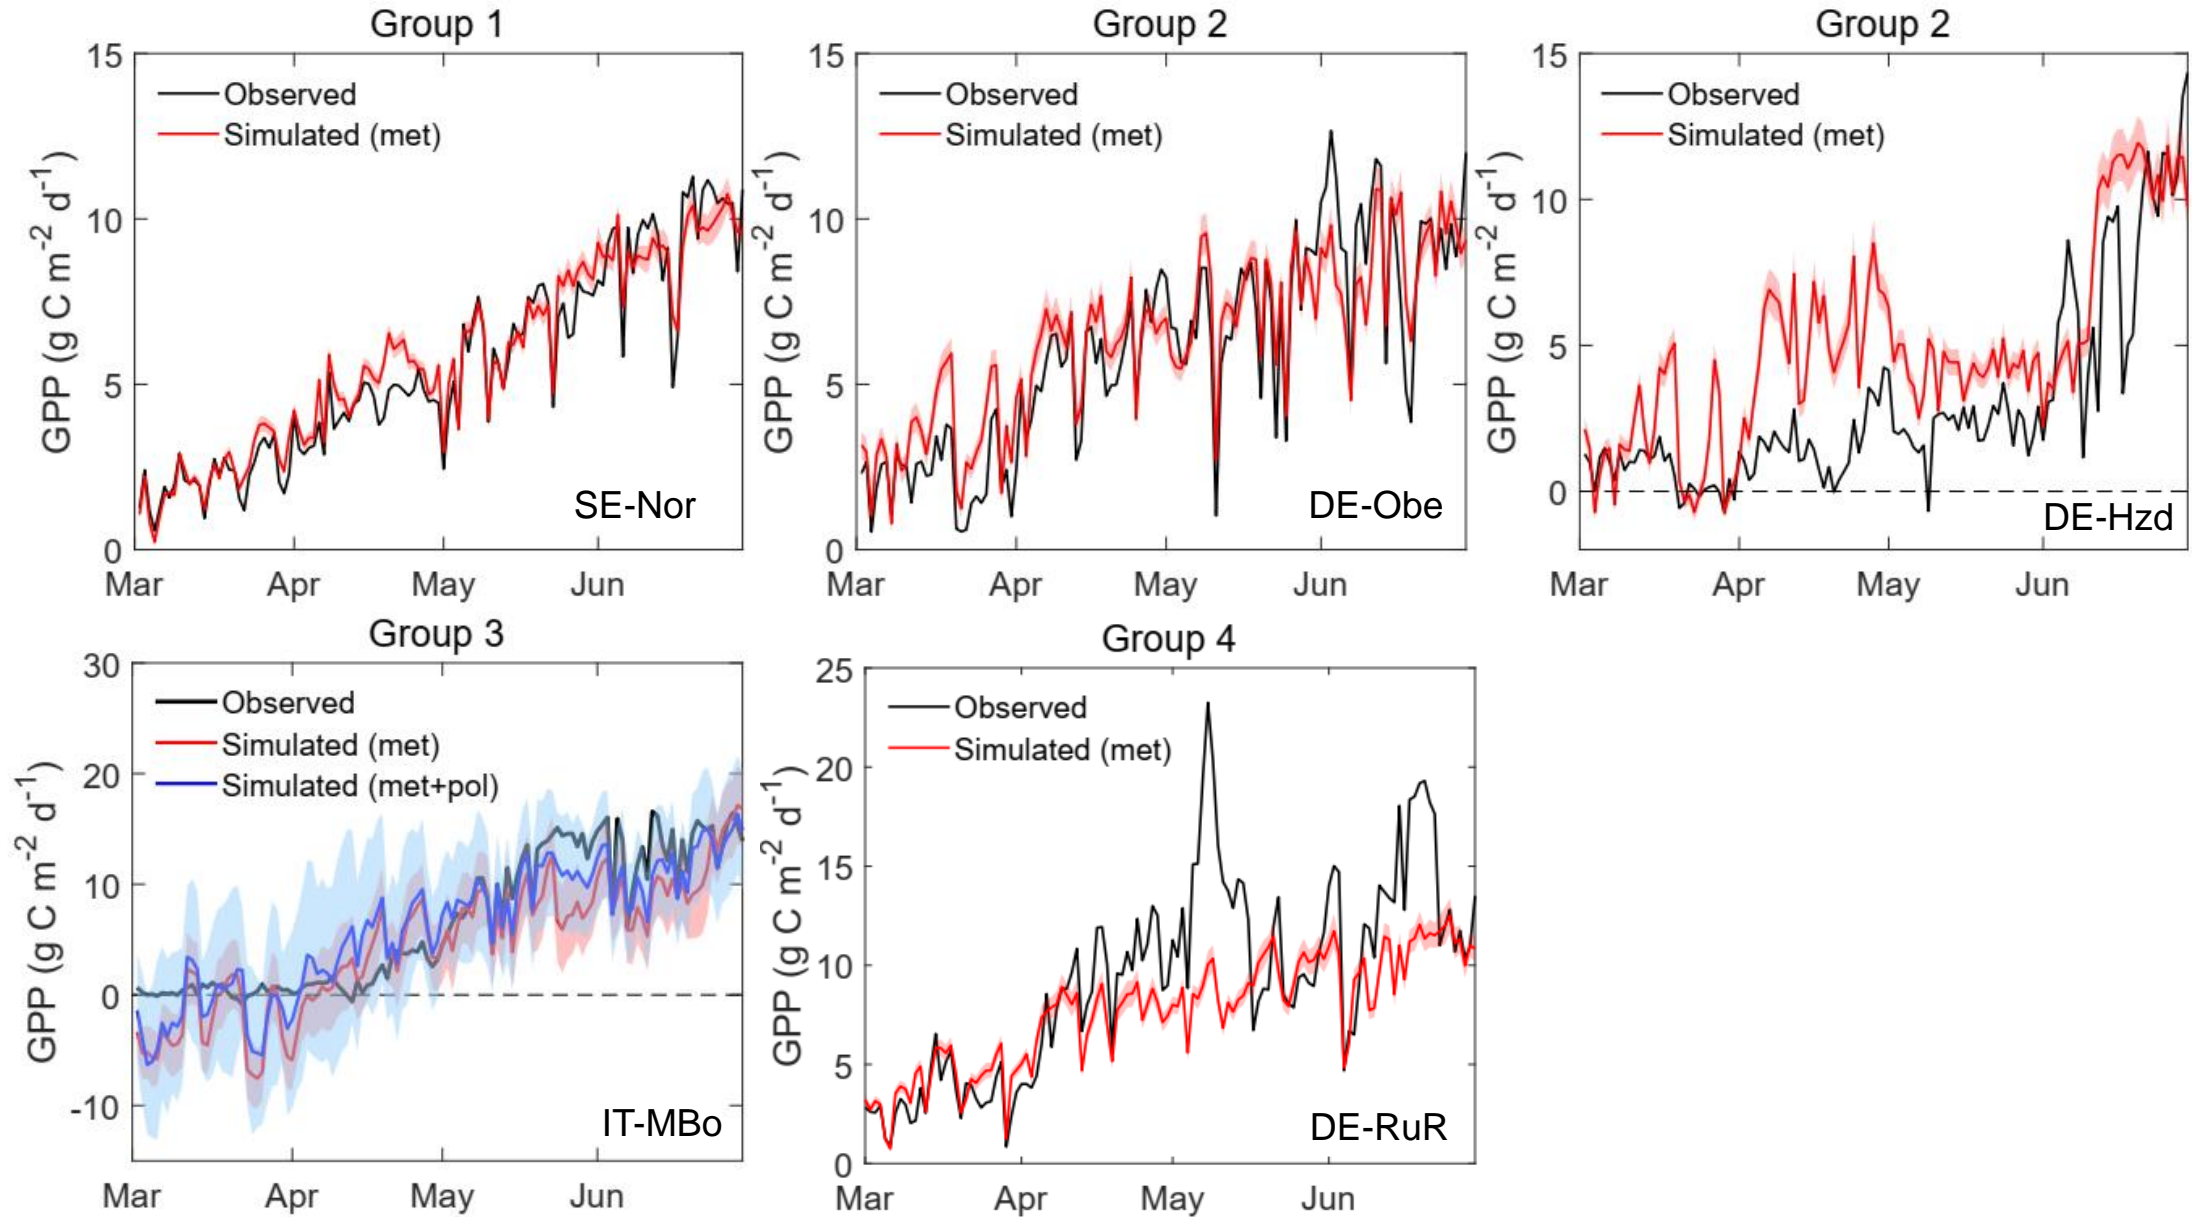 Group 1
15
10
5
0
GPP (g C m-2 d-1)
Observed
Simulated (met)
SE-Nor
Mar Apr May Jun
Group 2
15
10
5
0
GPP (g C m-2 d-1)
Observed
Simulated (met)
DE-Obe
Mar Apr May Jun
Group 2
15
10
5
0
GPP (g C m-2 d-1)
Observed
Simulated (met)
DE-Hzd
Mar Apr May Jun
Group 3
30
20
10
0
-10
GPP (g C m-2 d-1)
Observed
Simulated (met)
Simulated (met+pol)
IT-MBo
Mar Apr May Jun
Group 4
25
20
15
10
5
0
GPP (g C m-2 d-1)
Observed
Simulated (met)
DE-RuR
Mar Apr May Jun